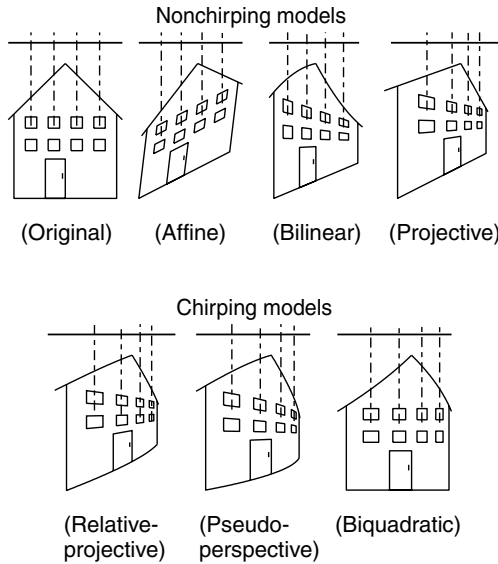 Nonchirping models
(Original) (Affine) (Bilinear) (Projective)
Chirping models
(Relative-
projective)
(Pseudo-
perspective)
(Biquadratic)